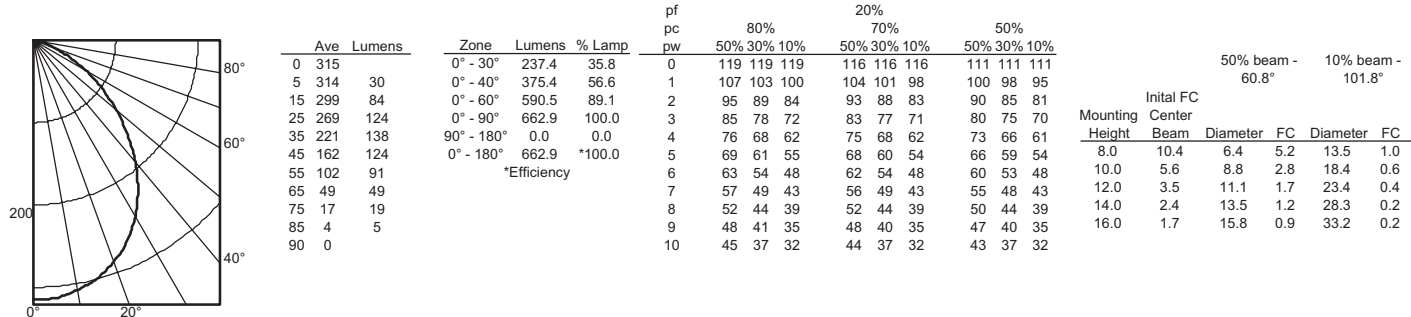 80°
60°
40°
20°
0°
200
Ave Lumens
0 315
5 314 30
15 299 84
25 269 124
35 221 138
45 162 124
55 102 91
65 49 49
75 17 19
85 4 5
90 0
Zone Lumens % Lamp
0° - 30° 237.4 35.8
0° - 40° 375.4 56.6
0° - 60° 590.5 89.1
0° - 90° 662.9 100.0
90° - 180° 0.0 0.0
0° - 180° 662.9 *100.0
*Efficiency
pf 20%
pc 80% 70% 50%
pw 50% 30% 10% 50% 30% 10% 50% 30% 10%
0 119 119 119 116 116 116 111 111 111
1 107 103 100 104 101 98 100 98 95
2 95 89 84 93 88 83 90 85 81
3 85 78 72 83 77 71 80 75 70
4 76 68 62 75 68 62 73 66 61
5 69 61 55 68 60 54 66 59 54
6 63 54 48 62 54 48 60 53 48
7 57 49 43 56 49 43 55 48 43
8 52 44 39 52 44 39 50 44 39
9 48 41 35 48 40 35 47 40 35
10 45 37 32 44 37 32 43 37 32
50% beam - 10% beam -
60.8° 101.8°
Inital FC
Mounting Center
Height Beam Diameter FC Diameter FC
8.0 10.4 6.4 5.2 13.5 1.0
10.0 5.6 8.8 2.8 18.4 0.6
12.0 3.5 11.1 1.7 23.4 0.4
14.0 2.4 13.5 1.2 28.3 0.2
16.0 1.7 15.8 0.9 33.2 0.2